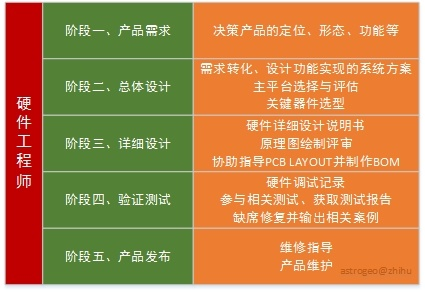 硬件工程师
阶段一、产品需求
决策产品的定位、形态、功能等
阶段二、总体设计
需求转化、设计功能实现的系统方案
主平台选择与评估
关键器件选型
阶段三、详细设计
硬件详细设计说明书
原理图绘制评审
协助指导PCB LAYOUT并制作BOM
阶段四、验证测试
硬件调试记录
参与相关测试、获取测试报告
缺席修复并输出相关案例
阶段五、产品发布
维修指导
产品维护
astrogeo@zhihu